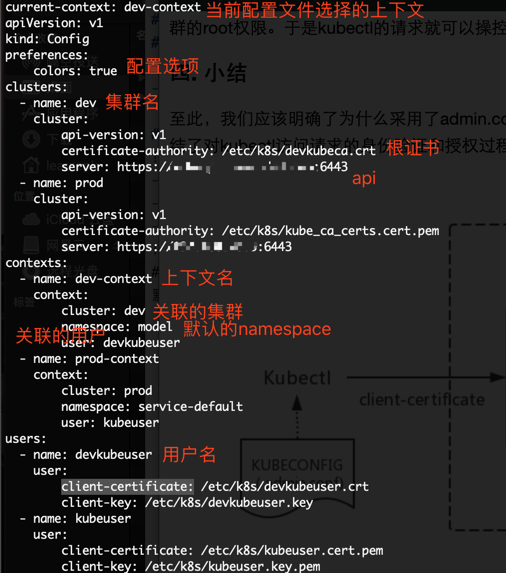 current-context: dev-context 当前配置文件选择的上下文
apiVersion: v1
群的root权限。于是kubectl的请求就可以操控
kind: Config
preferences:
colors: true 配置选项
四. 小结
clusters:
- name: dev 集群名
至此，我们应该明确了为什么采用了admin.co
cluster:
api-version: v1
certificate-authority: /etc/k8s/devkubeca.crt 根证书
server: https://
:6443
api
- name: prod
cluster:
api-version: v1
certificate-authority: /etc/k8s/kube_ca_certs.cert.pem
server: https://
:6443
contexts:
- name: dev-context 上下文名
context:
cluster: dev 关联的集群
namespace: model 默认的namespace
关联的用户
user: devkubeuser
- name: prod-context
context:
Kubectl
cluster: prod
client-certificate
namespace: service-default
user: kubeuser
users:
- name: devkubeuser 用户名
user:
KUBECONFIG
client-certificate: /etc/k8s/devkubeuser.crt
client-key: /etc/k8s/devkubeuser.key
- name: kubeuser
user:
client-certificate: /etc/k8s/kubeuser.cert.pem
client-key: /etc/k8s/kubeuser.key.pem